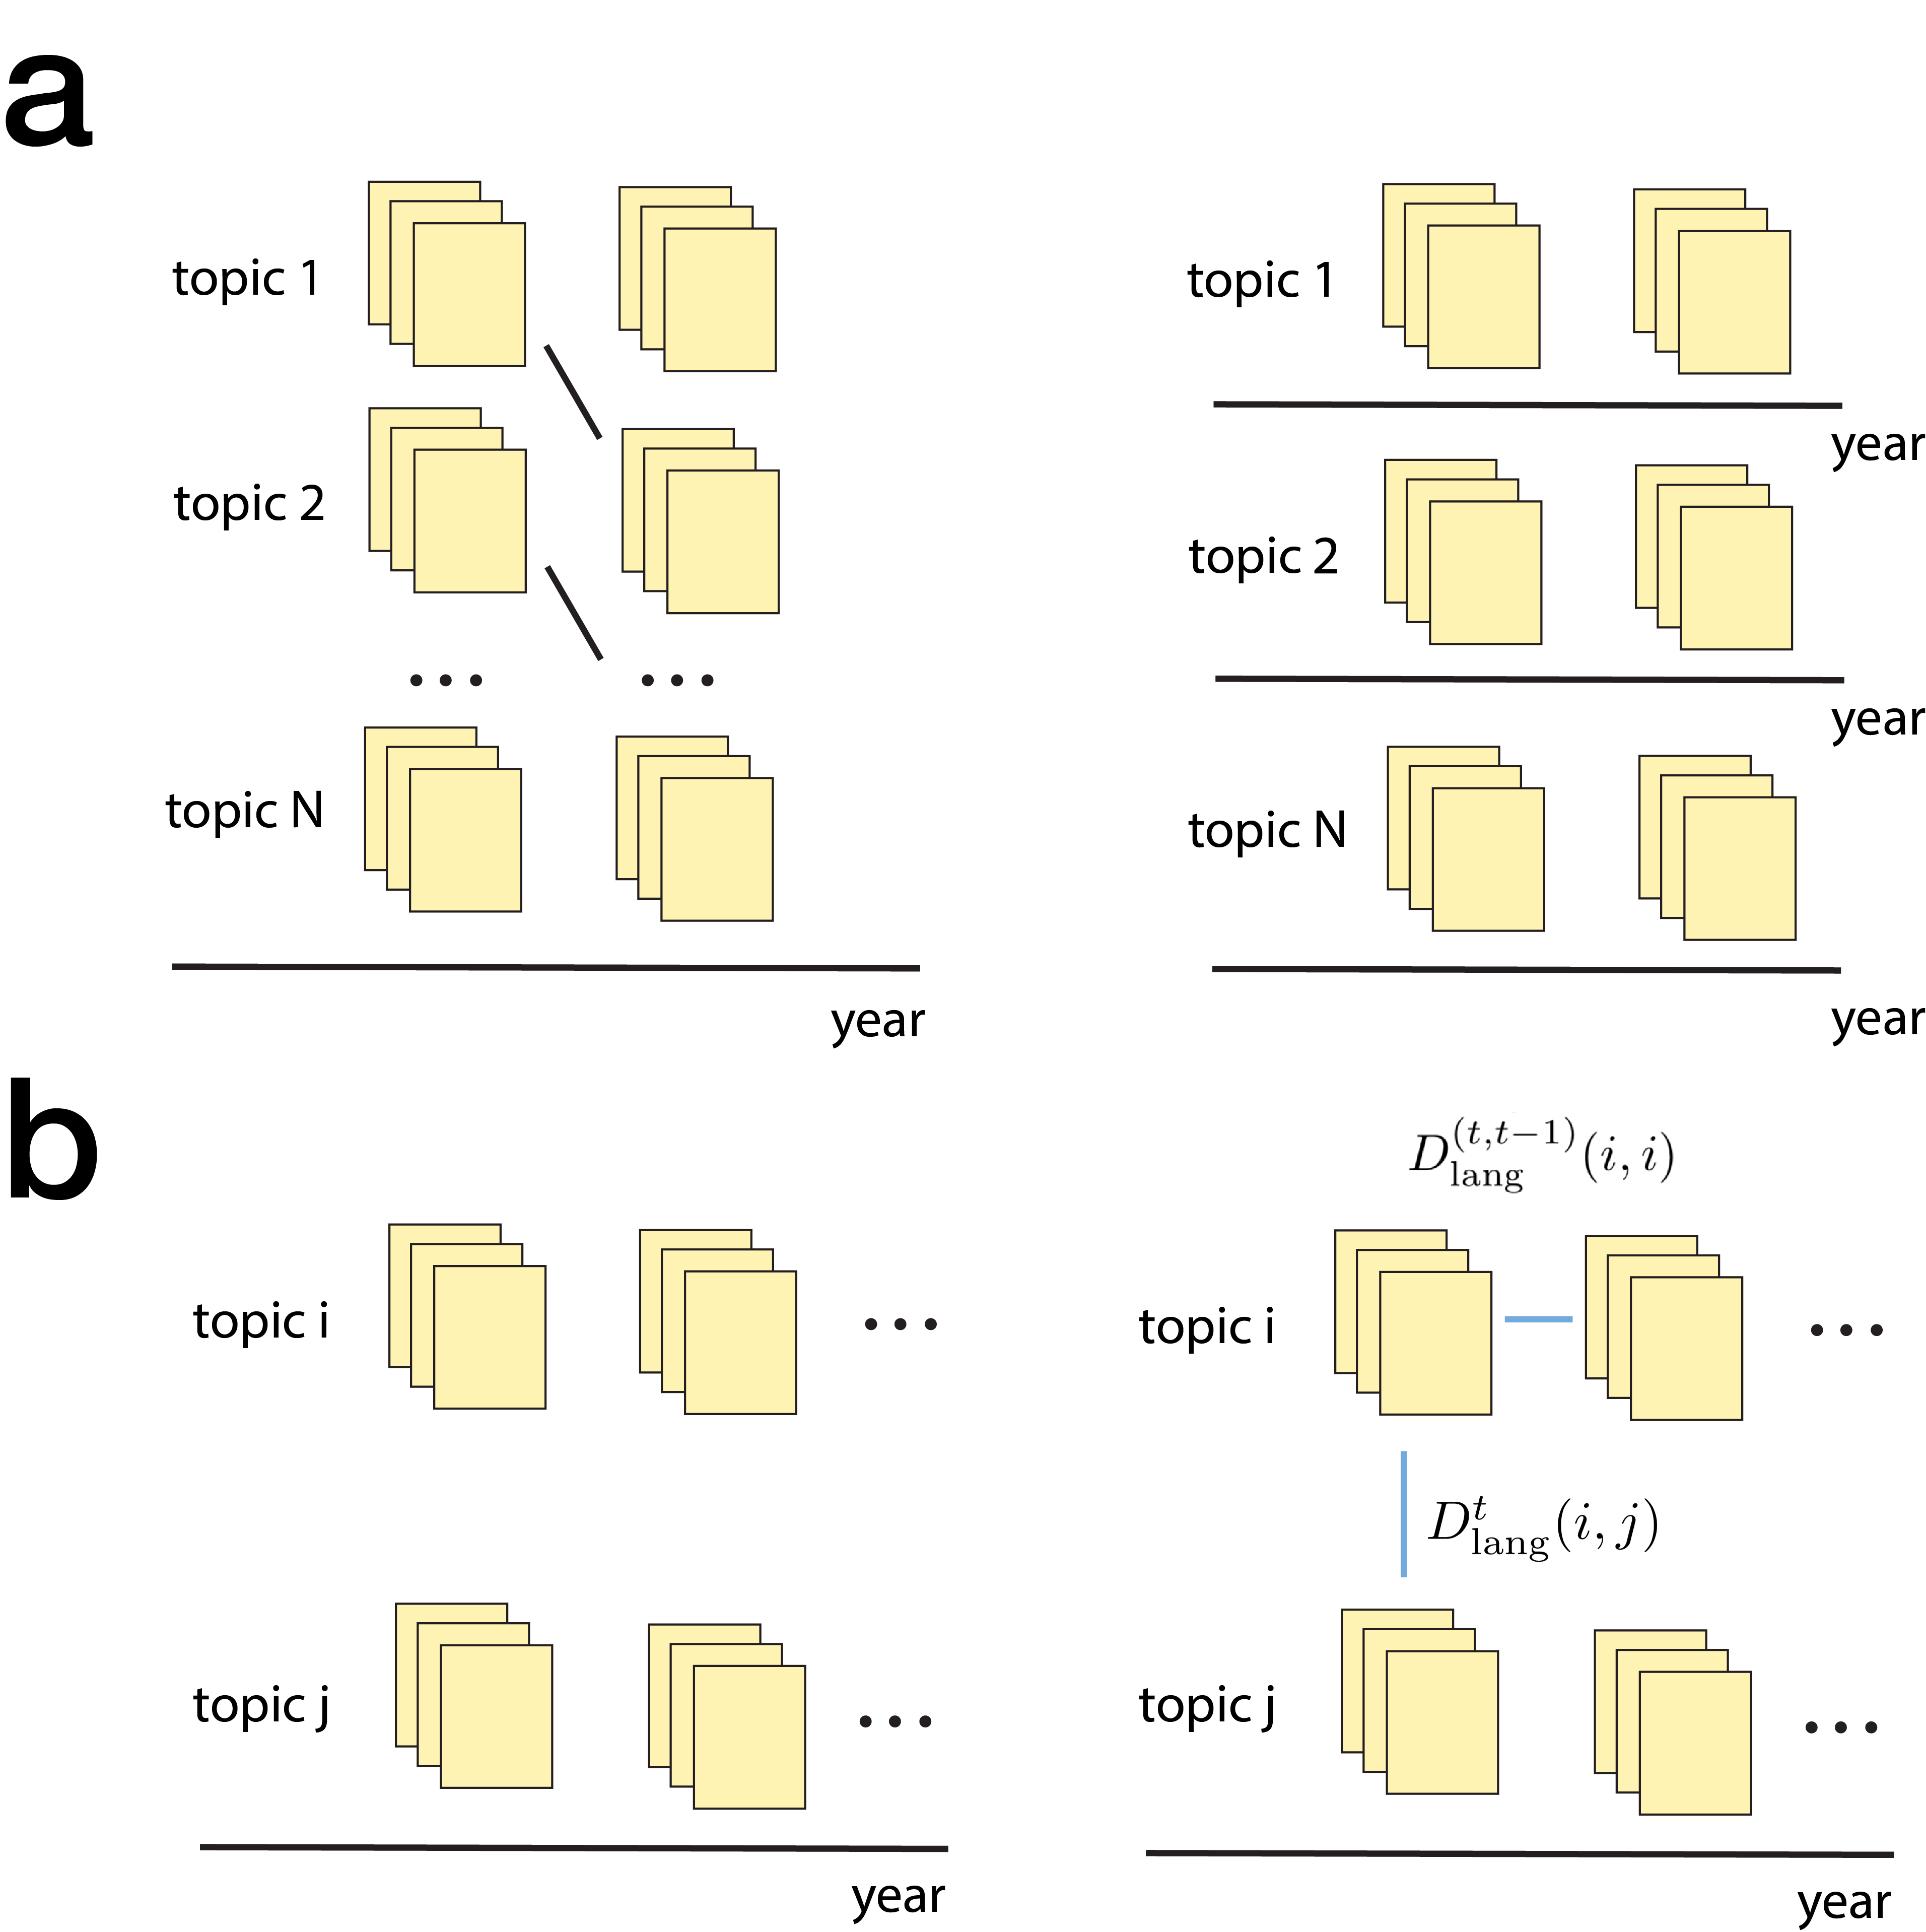 a
topic 1
topic 2
topic N
year
topic 1
year
topic 2
year
topic N
year
b
topic i
topic j
year
$D_{\text{lang}}^{(t,t-1)}(i,i)$
topic i
$D_{\text{lang}}^{t}(i,j)$
topic j
year